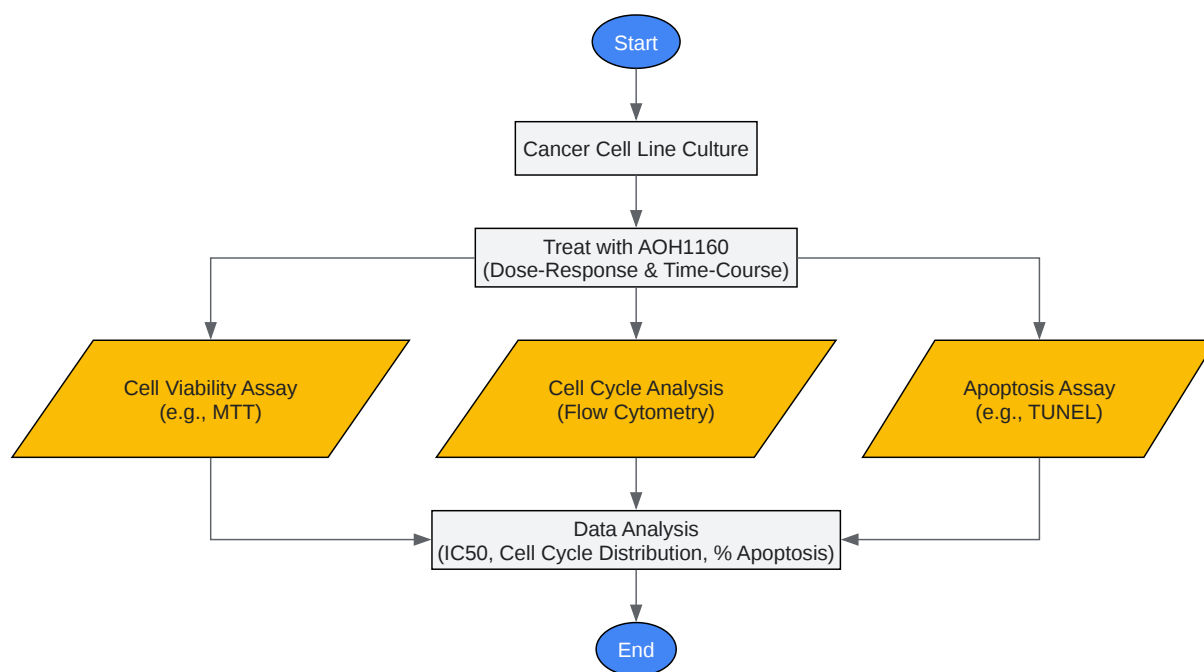 Start
Cancer Cell Line Culture
Treat with AOH1160
(Dose-Response & Time-Course)
Cell Viability Assay
(e.g., MTT)
Cell Cycle Analysis
(Flow Cytometry)
Apoptosis Assay
(e.g., TUNEL)
Data Analysis
(IC50, Cell Cycle Distribution, % Apoptosis)
End